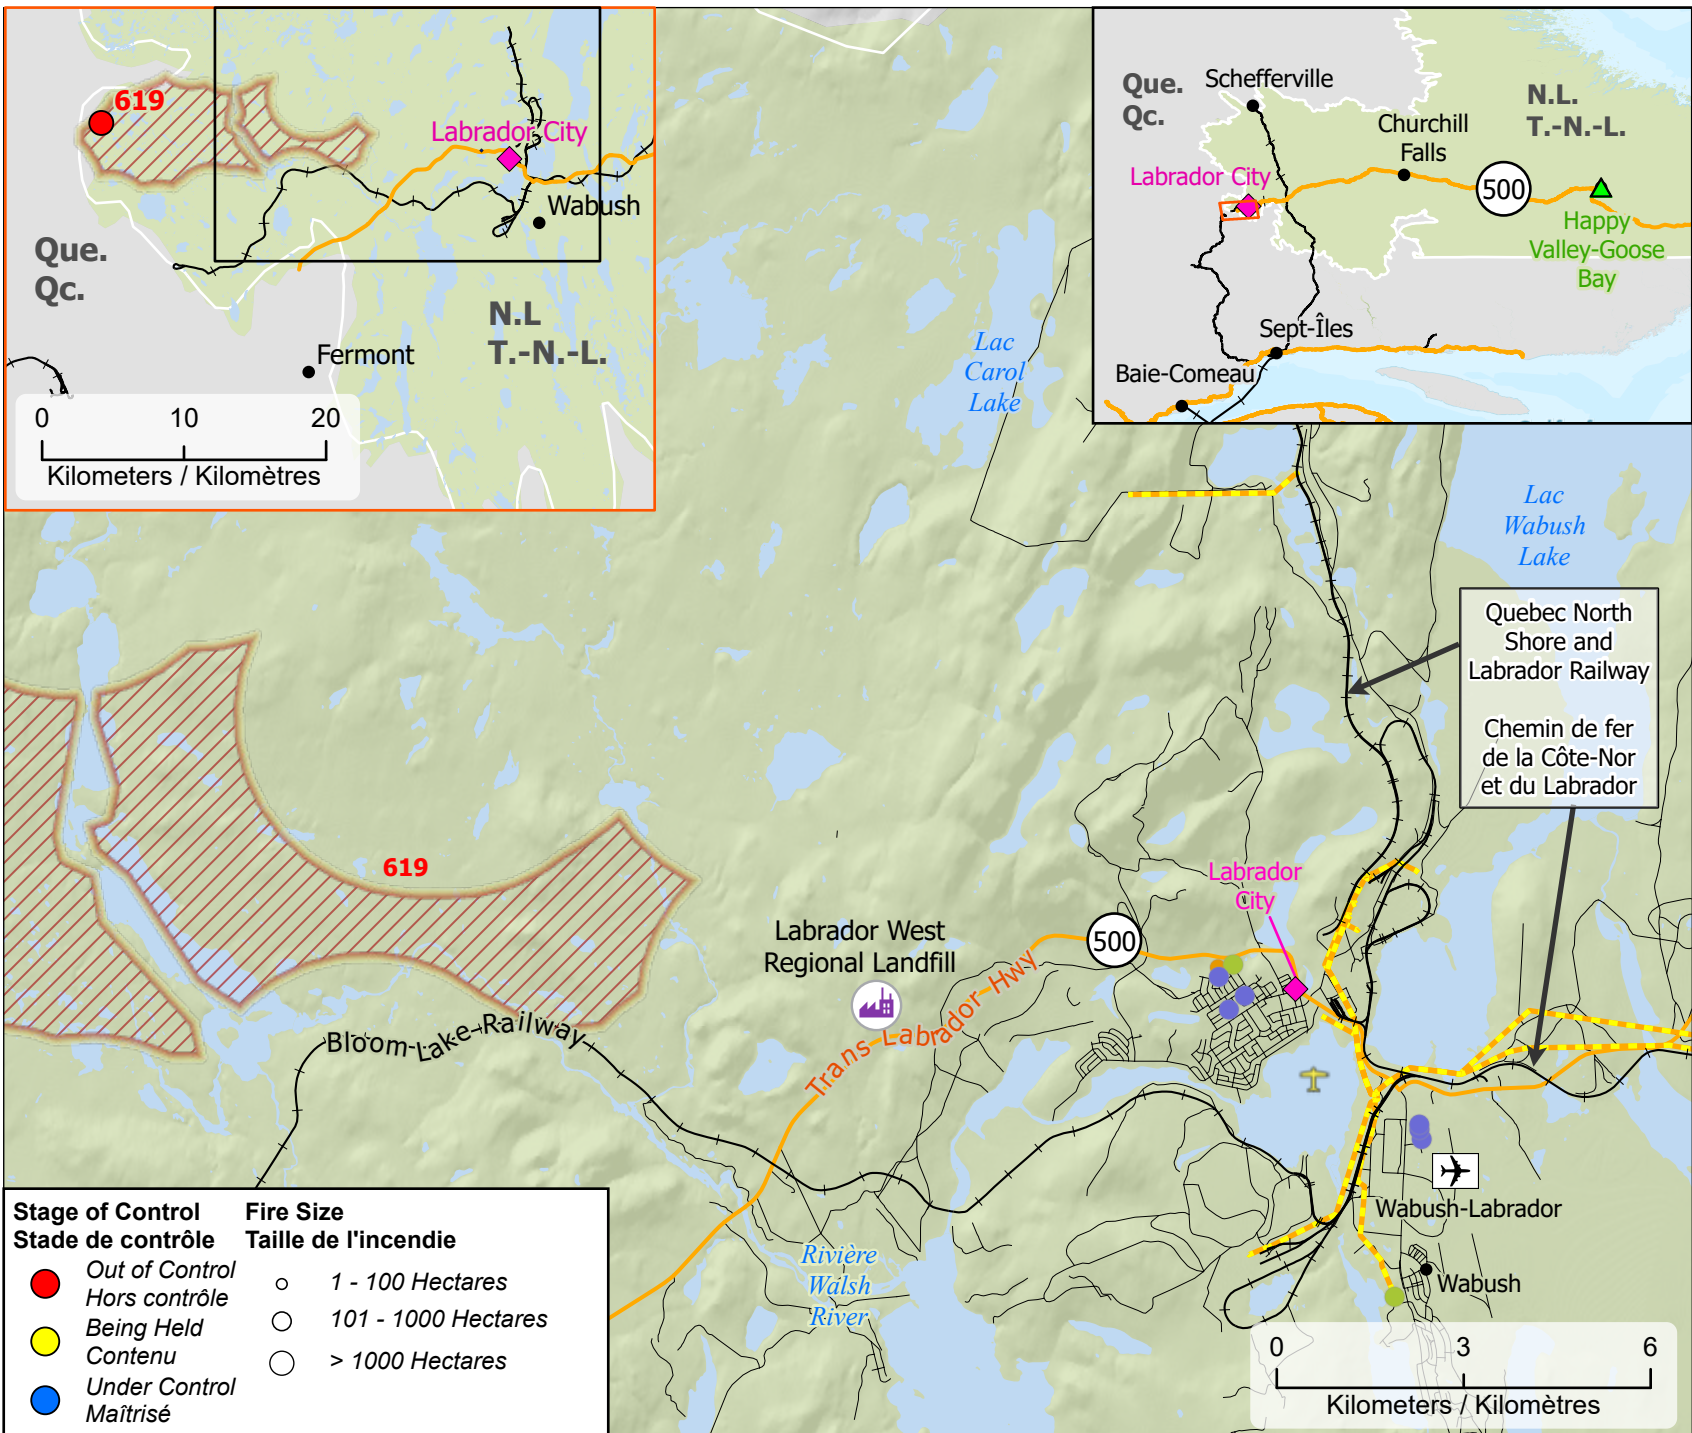 619
Labrador City
Wabush
Que.
Qc.
N.L
T.-N.-L.
Fermont
0 10 20
Kilometers / Kilomètres
Que.
Qc.
Schefferville
N.L.
T.-N.-L.
Churchill
Falls
Labrador City
500
Happy
Valley-Goose
Bay
Sept-Îles
Baie-Comeau
Lac
Carol
Lake
Lac
Wabush
Lake
Quebec North
Shore and
Labrador Railway
Chemin de fer
de la Côte-Nor
et du Labrador
619
Labrador
City
Labrador West
Regional Landfill
500
Trans Labrador Hwy
Bloom Lake Railway
Wabush-Labrador
Wabush
Rivière
Walsh
River
Stage of Control
Stade de contrôle
Out of Control
Hors contrôle
Being Held
Contenu
Under Control
Maîtrisé
Fire Size
Taille de l'incendie
1 - 100 Hectares
101 - 1000 Hectares
> 1000 Hectares
0 3 6
Kilometers / Kilomètres